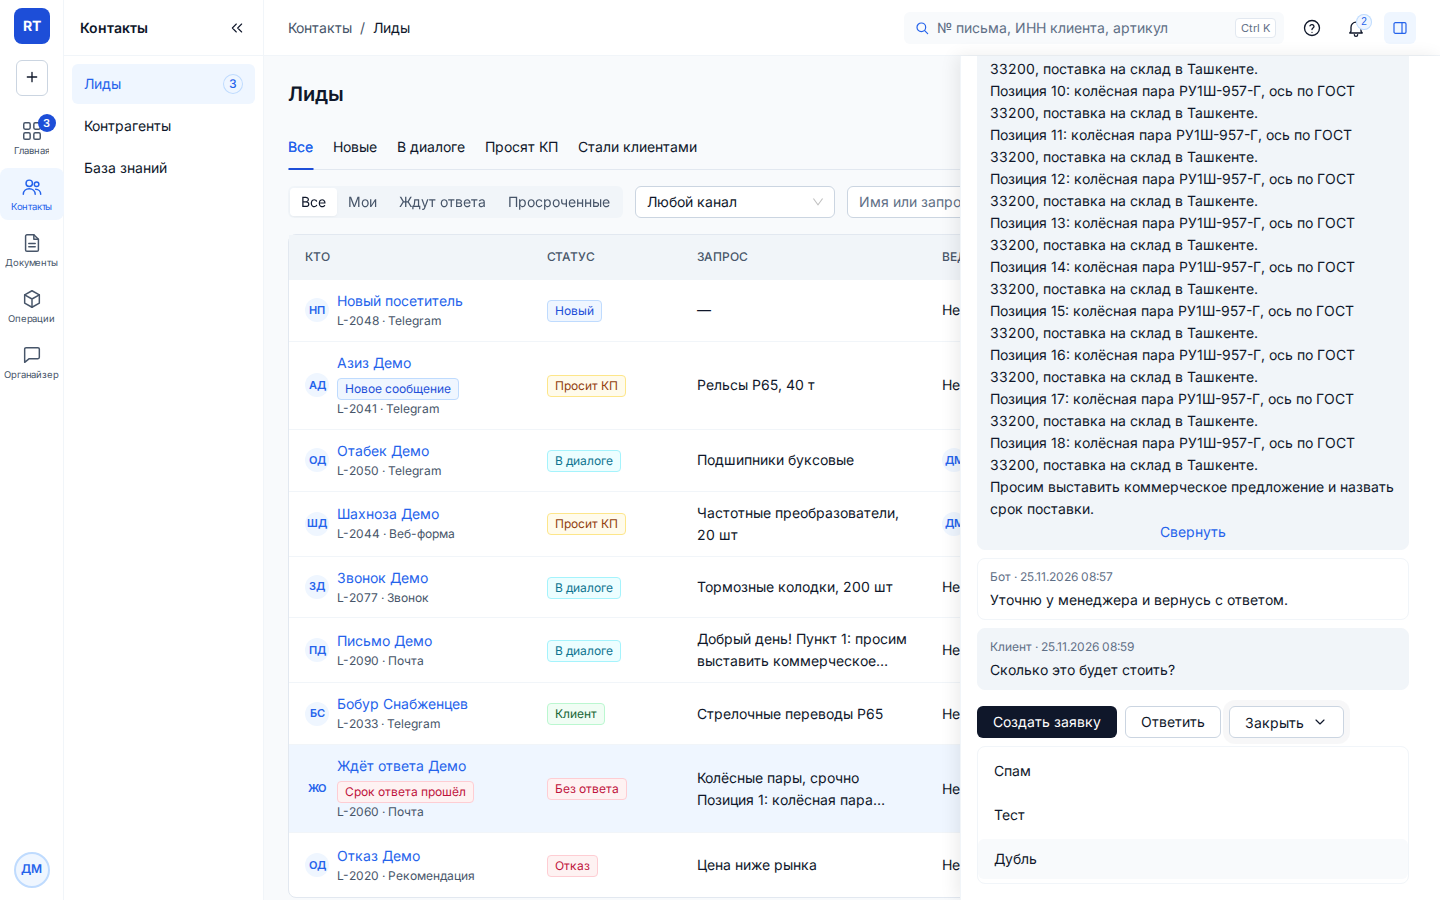 RT
Контакты
Контакты / Лиды
№ письма, ИНН клиента, артикул
Ctrl K
2
3
Главная
Контакты
Документы
Операции
Органайзер
ДМ
Лиды
3
Контрагенты
База знаний
Лиды
Все
Новые
В диалоге
Просят КП
Стали клиентами
Все
Мои
Ждут ответа
Просроченные
Любой канал
Имя или запро
КТО
СТАТУС
ЗАПРОС
ВЕД
НП
Новый посетитель
L-2048 · Telegram
Новый
—
Не
АД
Азиз Демо
Новое сообщение
L-2041 · Telegram
Просит КП
Рельсы Р65, 40 т
Не
ОД
Отабек Демо
L-2050 · Telegram
В диалоге
Подшипники буксовые
ДМ
ШД
Шахноза Демо
L-2044 · Веб-форма
Просит КП
Частотные преобразователи,
20 шт
ДМ
ЗД
Звонок Демо
L-2077 · Звонок
В диалоге
Тормозные колодки, 200 шт
Не
ПД
Письмо Демо
L-2090 · Почта
В диалоге
Добрый день! Пункт 1: просим
выставить коммерческое...
Не
БС
Бобур Снабженцев
L-2033 · Telegram
Клиент
Стрелочные переводы Р65
Не
ЖО
Ждёт ответа Демо
Срок ответа прошёл
L-2060 · Почта
Без ответа
Колёсные пары, срочно
Позиция 1: колёсная пара...
Не
ОД
Отказ Демо
L-2020 · Рекомендация
Отказ
Цена ниже рынка
Не
33200, поставка на склад в Ташкенте.
Позиция 10: колёсная пара РУ1Ш-957-Г, ось по ГОСТ
33200, поставка на склад в Ташкенте.
Позиция 11: колёсная пара РУ1Ш-957-Г, ось по ГОСТ
33200, поставка на склад в Ташкенте.
Позиция 12: колёсная пара РУ1Ш-957-Г, ось по ГОСТ
33200, поставка на склад в Ташкенте.
Позиция 13: колёсная пара РУ1Ш-957-Г, ось по ГОСТ
33200, поставка на склад в Ташкенте.
Позиция 14: колёсная пара РУ1Ш-957-Г, ось по ГОСТ
33200, поставка на склад в Ташкенте.
Позиция 15: колёсная пара РУ1Ш-957-Г, ось по ГОСТ
33200, поставка на склад в Ташкенте.
Позиция 16: колёсная пара РУ1Ш-957-Г, ось по ГОСТ
33200, поставка на склад в Ташкенте.
Позиция 17: колёсная пара РУ1Ш-957-Г, ось по ГОСТ
33200, поставка на склад в Ташкенте.
Позиция 18: колёсная пара РУ1Ш-957-Г, ось по ГОСТ
33200, поставка на склад в Ташкенте.
Просим выставить коммерческое предложение и назвать
срок поставки.
Свернуть
Бот · 25.11.2026 08:57
Уточню у менеджера и вернусь с ответом.
Клиент · 25.11.2026 08:59
Сколько это будет стоить?
Создать заявку
Ответить
Закрыть
Спам
Тест
Дубль